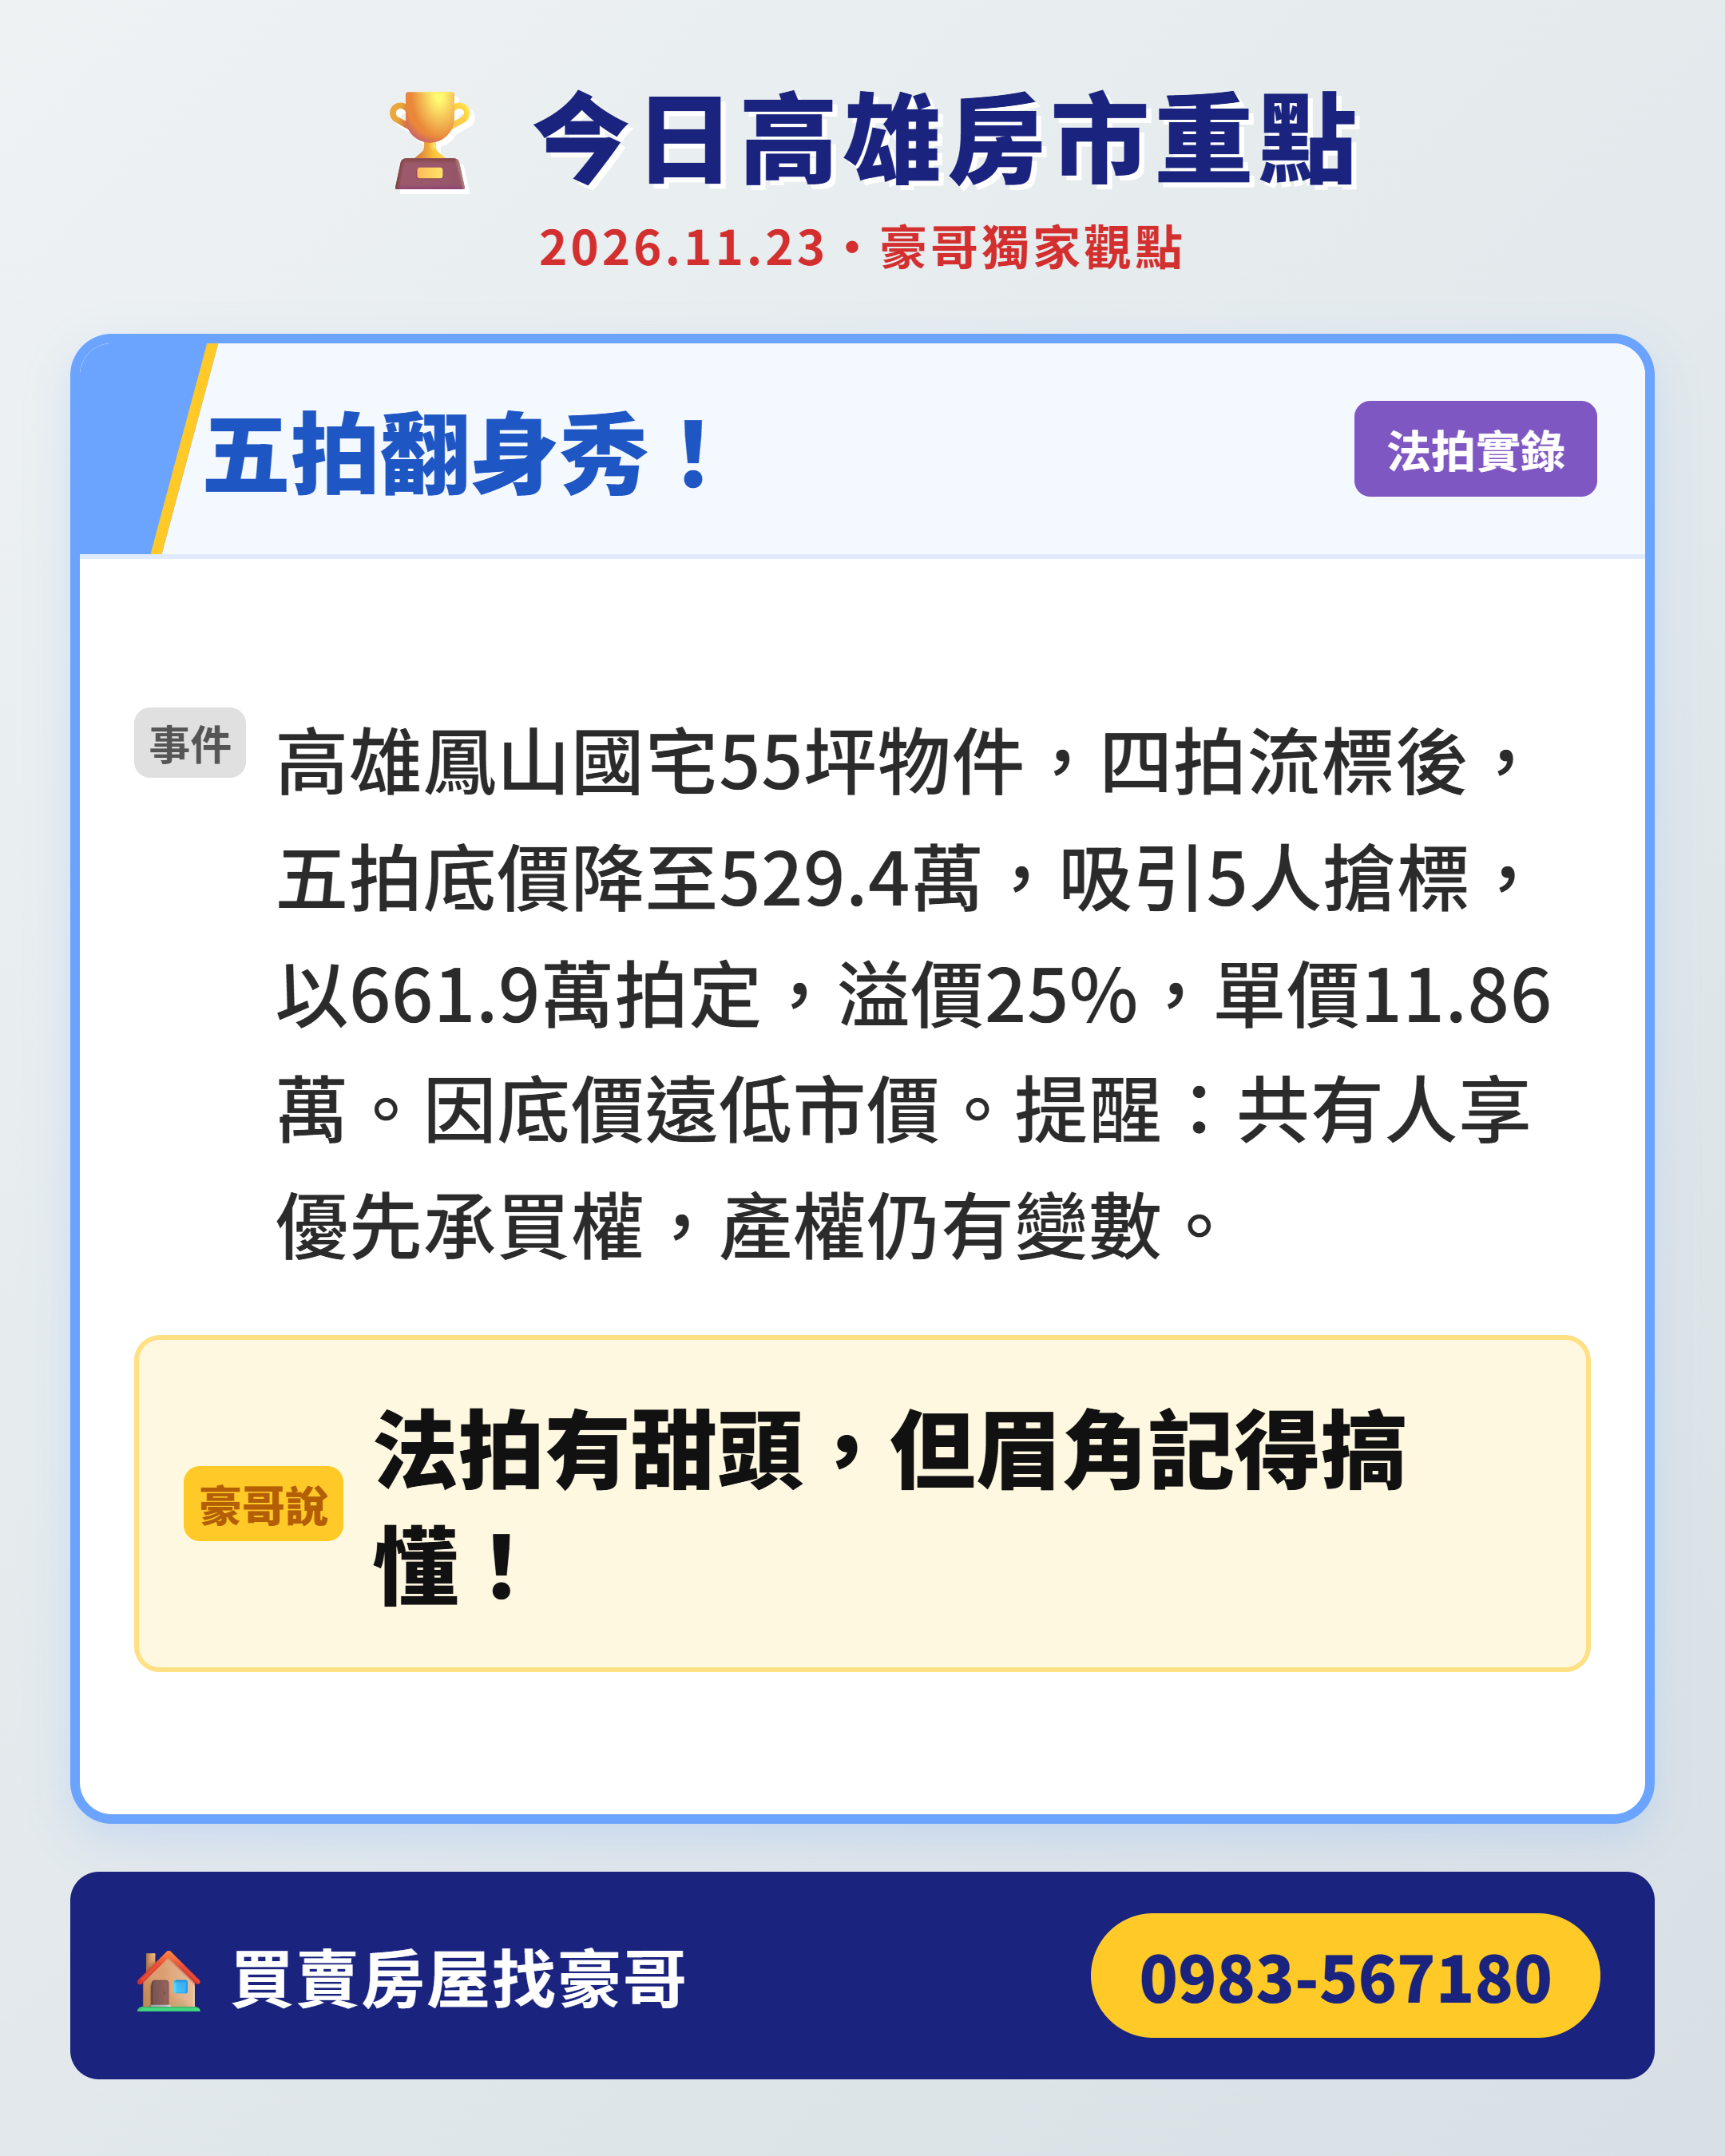 🏆 今日高雄房市重點
2026.11.23・豪哥獨家觀點
五拍翻身秀！
法拍實錄
事件
高雄鳳山國宅55坪物件，四拍流標後，
五拍底價降至529.4萬，吸引5人搶標，
以661.9萬拍定，溢價25%，單價11.86
萬。因底價遠低市價。提醒：共有人享
優先承買權，產權仍有變數。
豪哥說
法拍有甜頭，但眉角記得搞
懂！
🏠 買賣房屋找豪哥
0983-567180